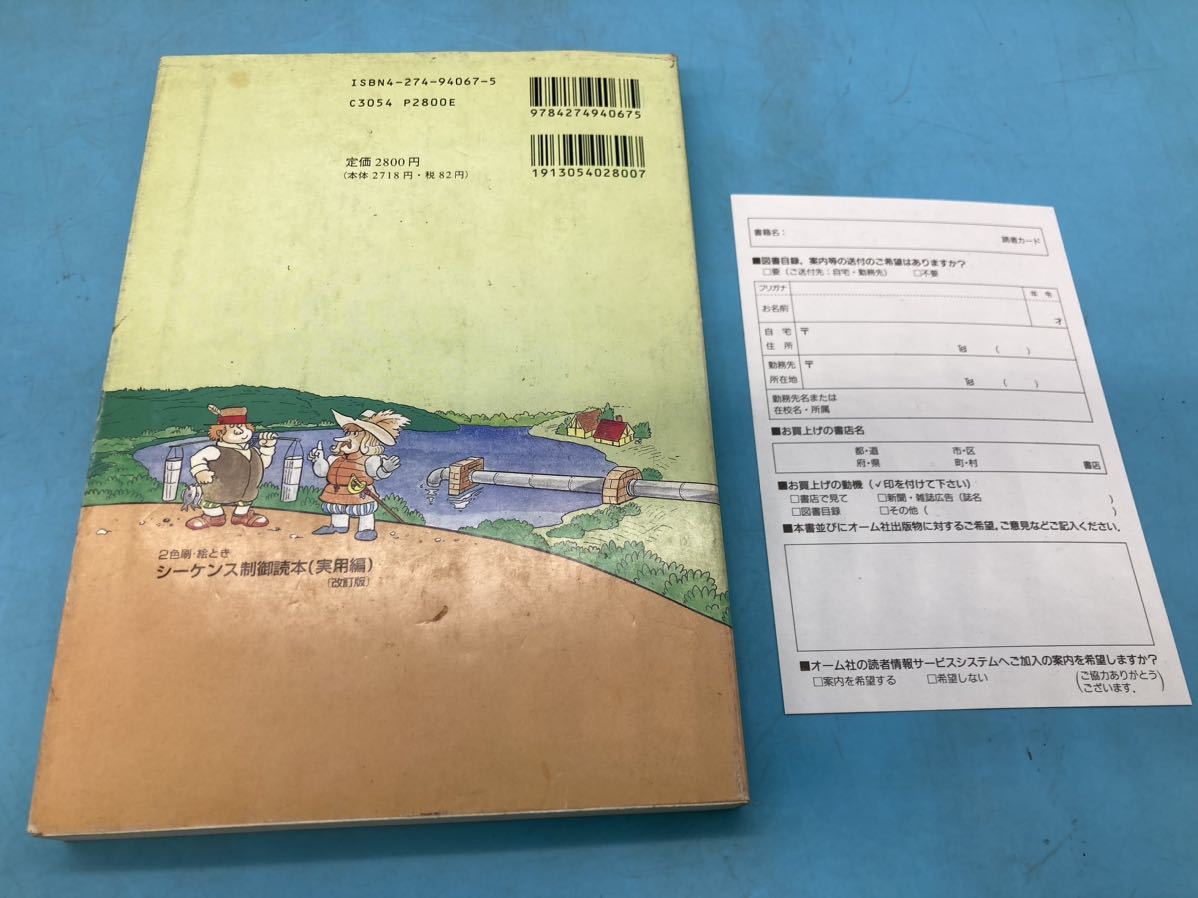 ISBN4-274-94067-5
C3054 P2800E
9784274940675
定価2800円
(本体2718円・税82円)
1913054028007
2色刷・絵とき
シーケンス制御読本(実用編)
(改訂版)
書籍名：
読者カード
■図書目録、案内等の送付のご希望はありますか?
□要(ご送付先：自宅・勤務先) □不要
フリガナ
年令
お名前
才
自宅 〒
住所 ℡ ( )
勤務先 〒
所在地 ℡ ( )
勤務先名または
在校名・所属
■お買上げの書店名
都・道 市・区
府・県 町・村 書店
■お買上げの動機(✓印を付けて下さい)
□書店で見て □新聞・雑誌広告(誌名 )
□図書目録 □その他( )
■本書並びにオーム社出版物に対するご希望、ご意見などご記入ください.
■オーム社の読者情報サービスシステムへご加入の案内を希望しますか?
□案内を希望する □希望しない
(ご協力ありがとう
ございます.)